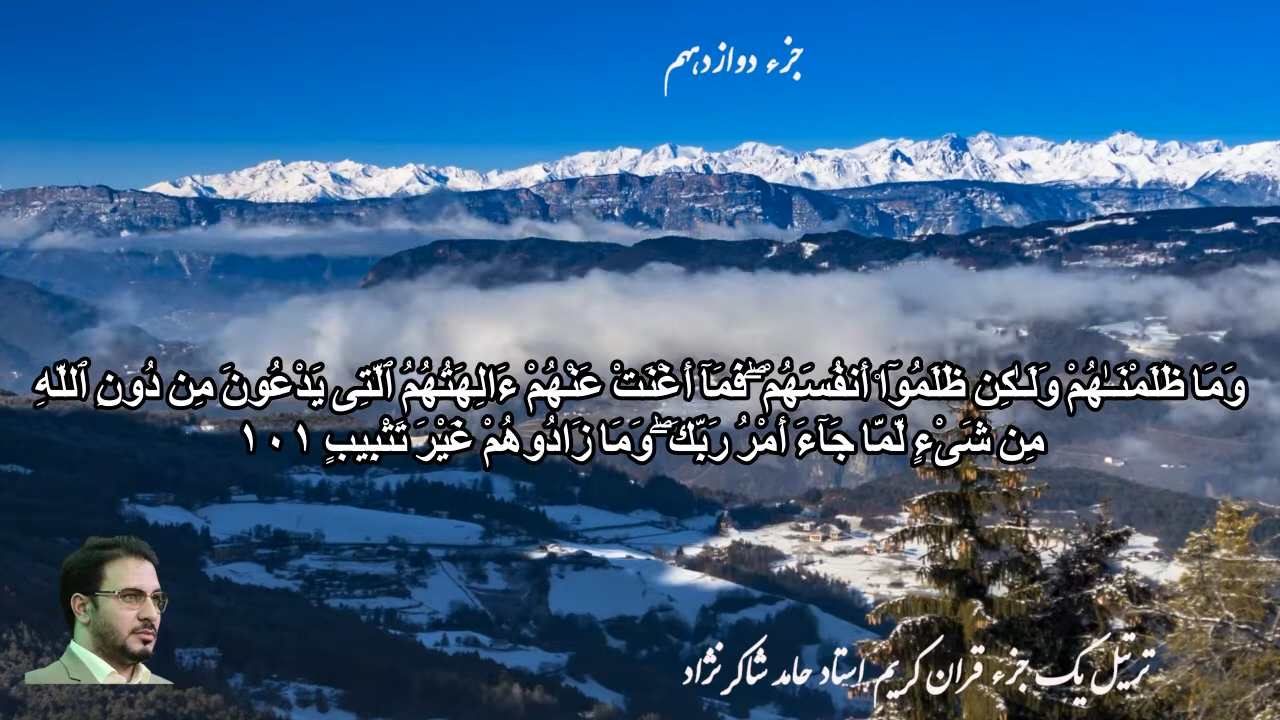 جزء دوازدهم
وَمَا ظَلَمْنَـٰهُمْ وَلَـٰكِن ظَلَمُوٓا۟ أَنفُسَهُمْ ۖ فَمَآ أَغْنَتْ عَنْهُمْ ءَالِهَتُهُمُ ٱلَّتِى يَدْعُونَ مِن دُونِ ٱللَّهِ
مِن شَىْءٍ لَّمَّا جَآءَ أَمْرُ رَبِّكَ ۖ وَمَا زَادُوهُمْ غَيْرَ تَتْبِيبٍ ١٠١
ترتیل یک جزء قران کریم استاد حامد شاکرنژاد